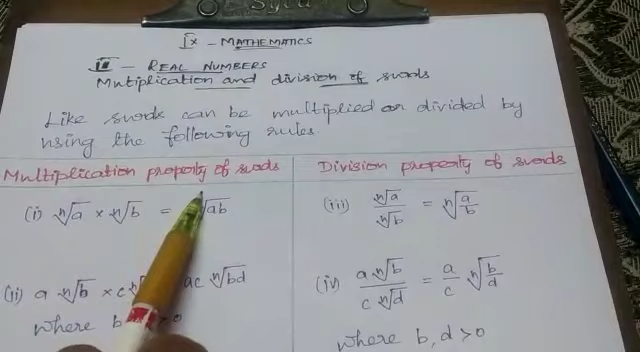 IX - MATHEMATICS
II - REAL NUMBERS
Multiplication and division of surds
Like surds can be multiplied or divided by
using the following rules
Multiplication property of surds
(i) ⁿ√a × ⁿ√b = √ab
(ii) a ⁿ√b × c ⁿ√ ac ⁿ√bd
where b > 0
Division property of surds
(iii) ⁿ√a / ⁿ√b = ⁿ√a/b
(iv) a ⁿ√b / c ⁿ√d = a/c ⁿ√b/d
where b, d > 0